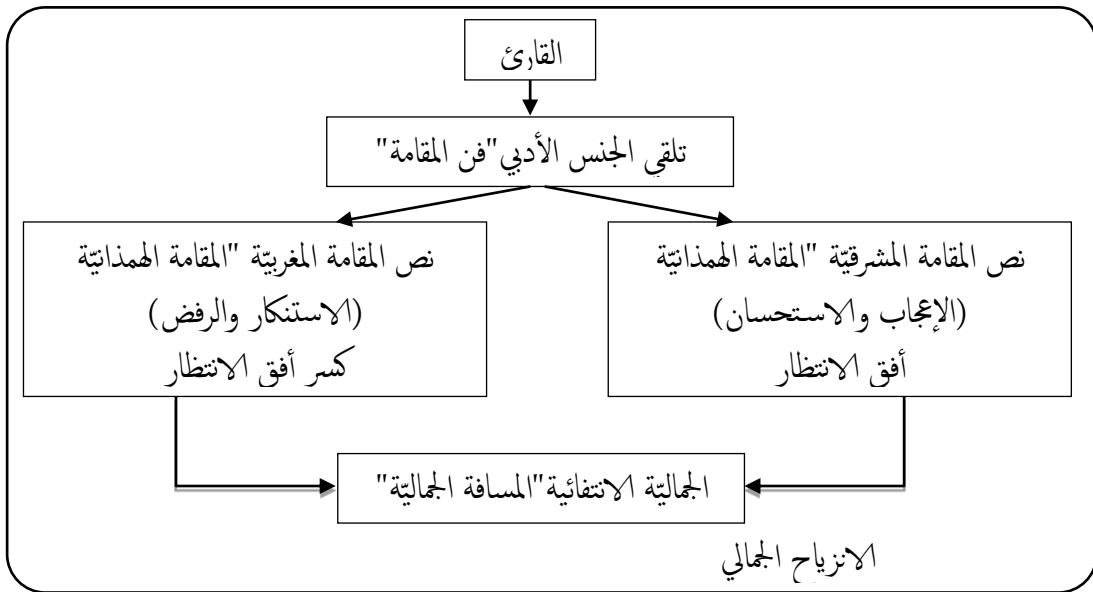 القارئ
تلقي الجنس الأدبي"فن المقامة"
نص المقامة المشرقيّة "المقامة الهمذانيّة
(الإعجاب والاستحسان)
أفق الانتظار
نص المقامة المغربيّة "المقامة الهمذانيّة
(الاستنكار والرفض)
كسر أفق الانتظار
الجماليّة الانتفائية"المسافة الجماليّة"
الانزياح الجمالي